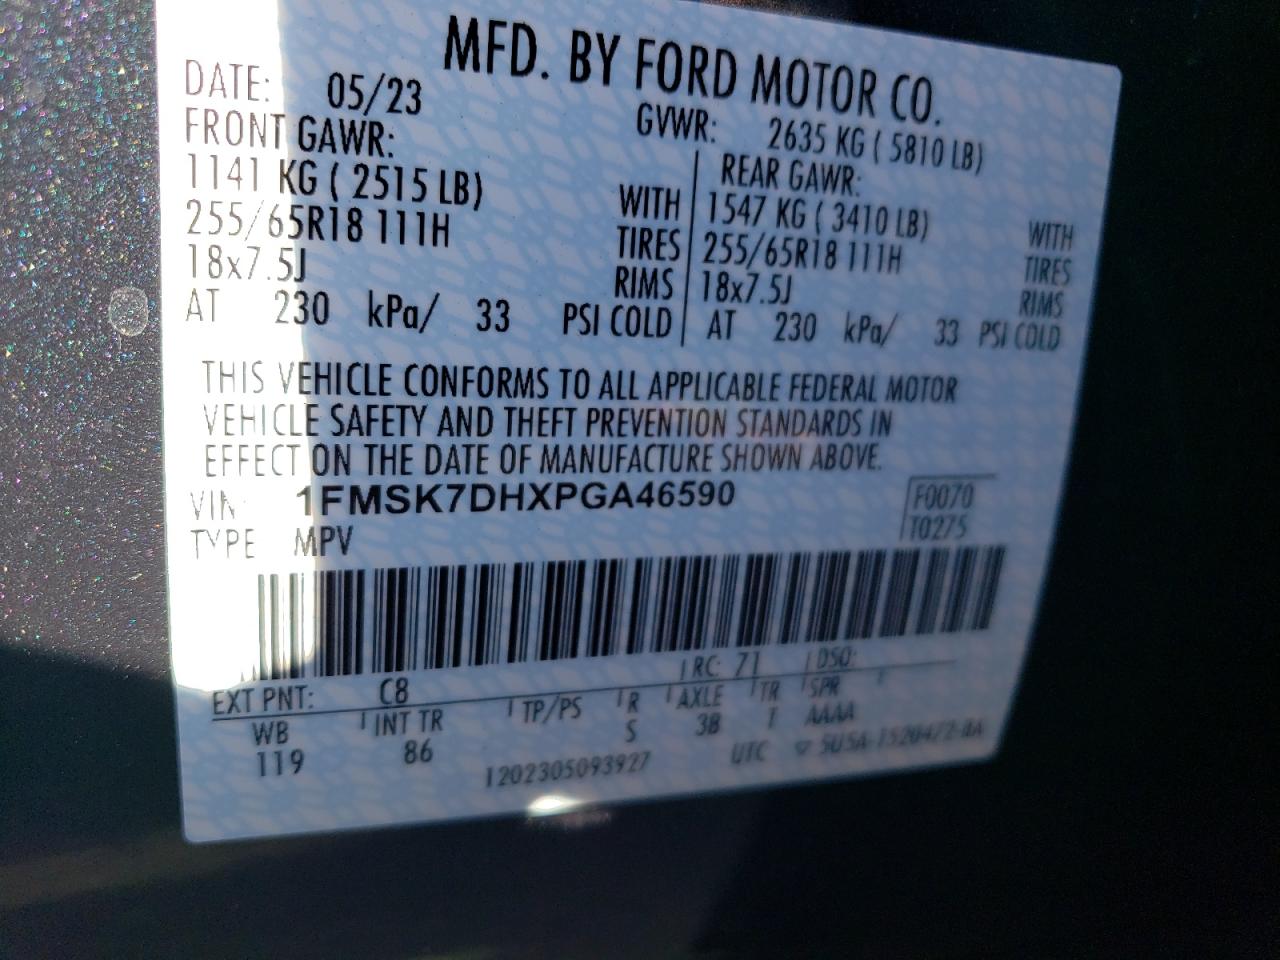 MFD. BY FORD MOTOR CO.
DATE: 05/23
GVWR: 2635 KG ( 5810 LB)
FRONT GAWR:
1141 KG ( 2515 LB) WITH
255/65R18 111H TIRES
18x7.5J RIMS
AT 230 kPa/ 33 PSI COLD
REAR GAWR:
1547 KG ( 3410 LB) WITH
255/65R18 111H TIRES
18x7.5J RIMS
AT 230 kPa/ 33 PSI COLD
THIS VEHICLE CONFORMS TO ALL APPLICABLE FEDERAL MOTOR
VEHICLE SAFETY AND THEFT PREVENTION STANDARDS IN
EFFECT ON THE DATE OF MANUFACTURE SHOWN ABOVE.
VIN: 1FMSK7DHXPGA46590
F0070
TYPE MPV
T0275
EXT PNT: C8 RC: 71 DSO:
WB INT TR TP/PS R AXLE TR SPR
119 86 S 3B T AAAA
1202305093927 UTC